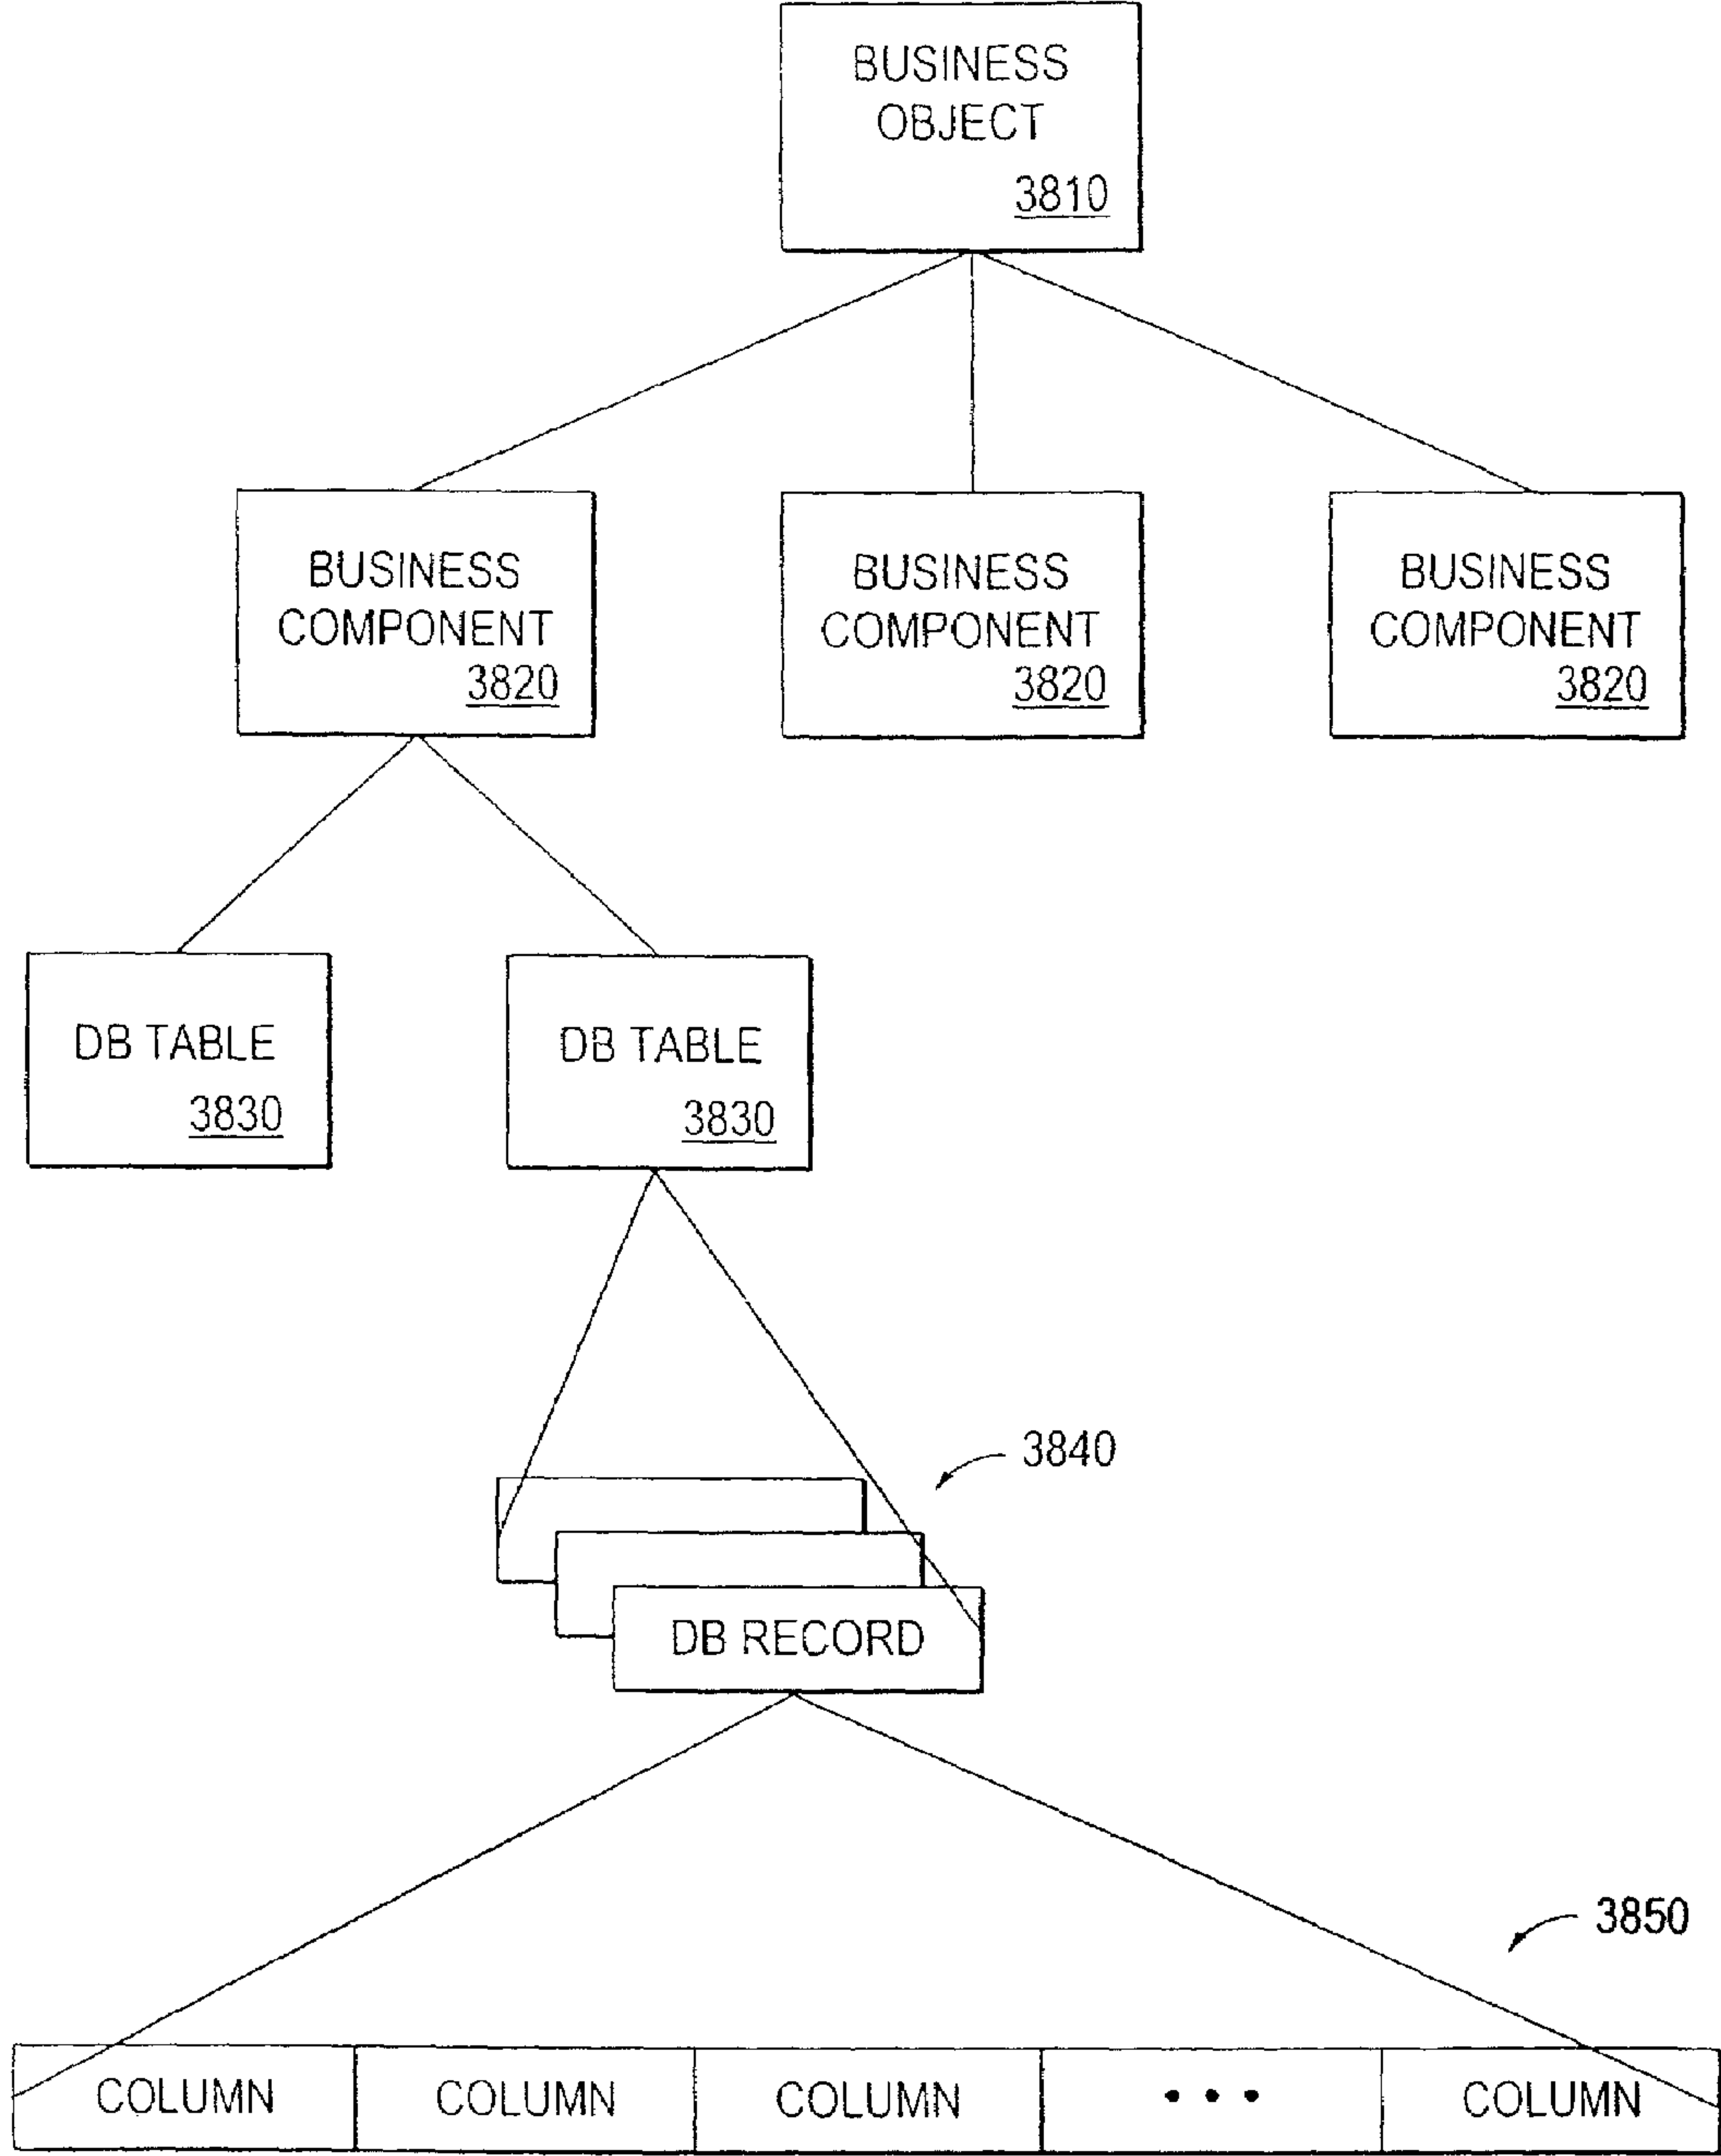 BUSINESS
OBJECT
3810
BUSINESS
COMPONENT
3820
BUSINESS
COMPONENT
3820
BUSINESS
COMPONENT
3820
DB TABLE
3830
DB TABLE
3830
3840
DB RECORD
3850
COLUMN COLUMN COLUMN • • • COLUMN